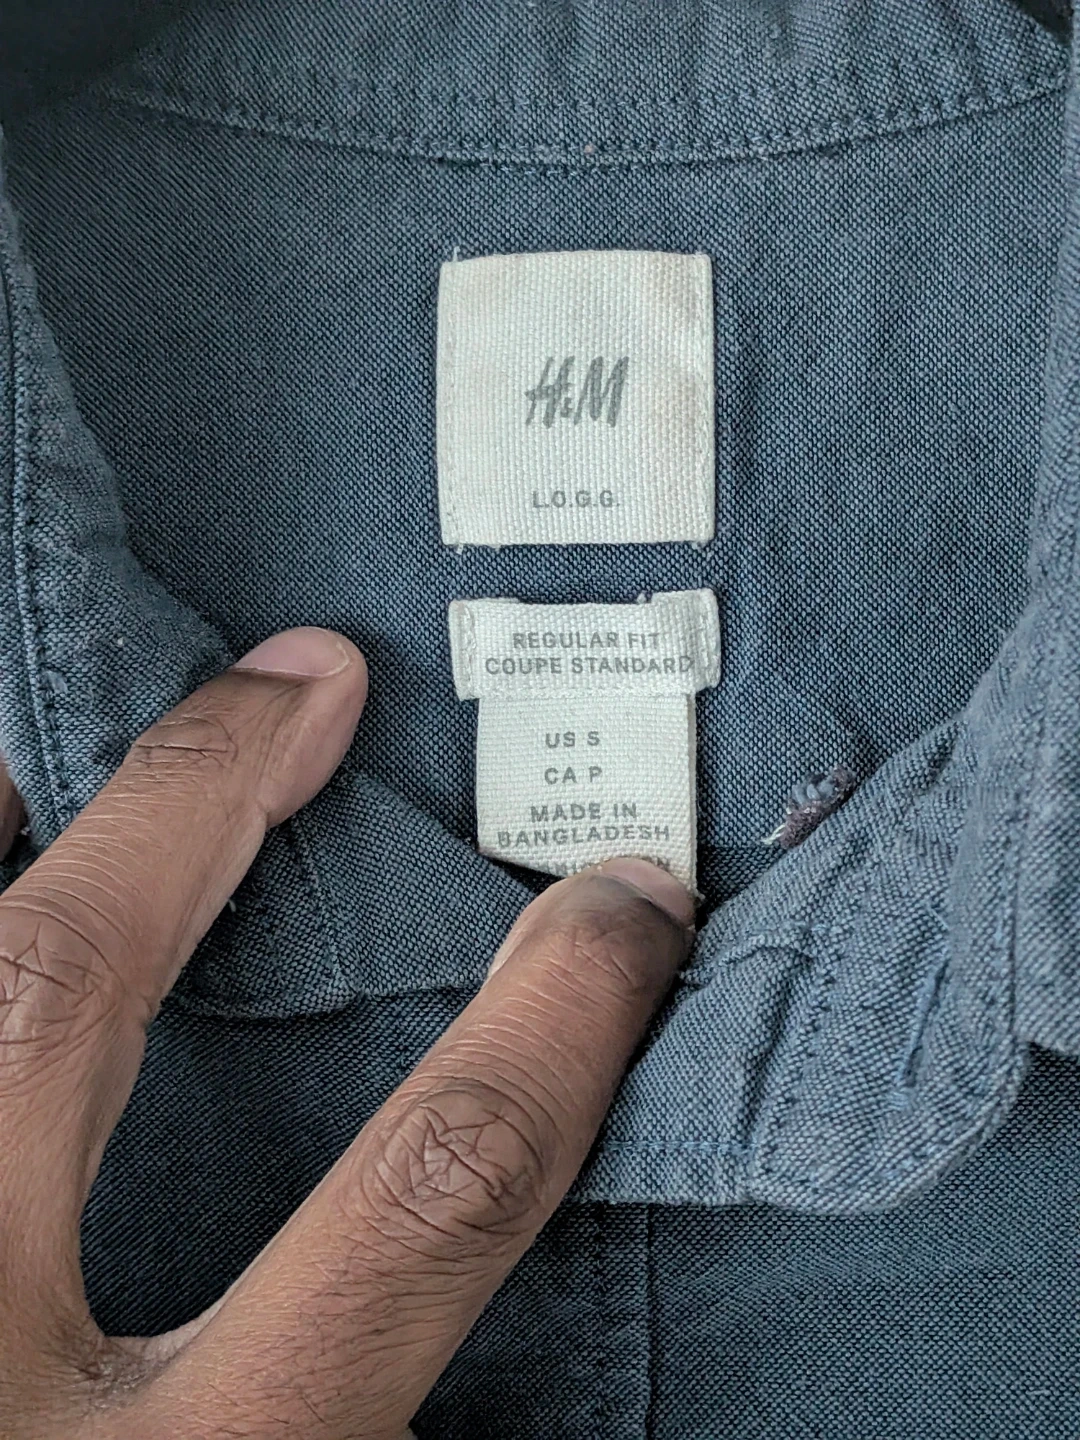 H&M
L.O.G.G.
REGULAR FIT
COUPE STANDARD
US S
CA P
MADE IN
BANGLADESH